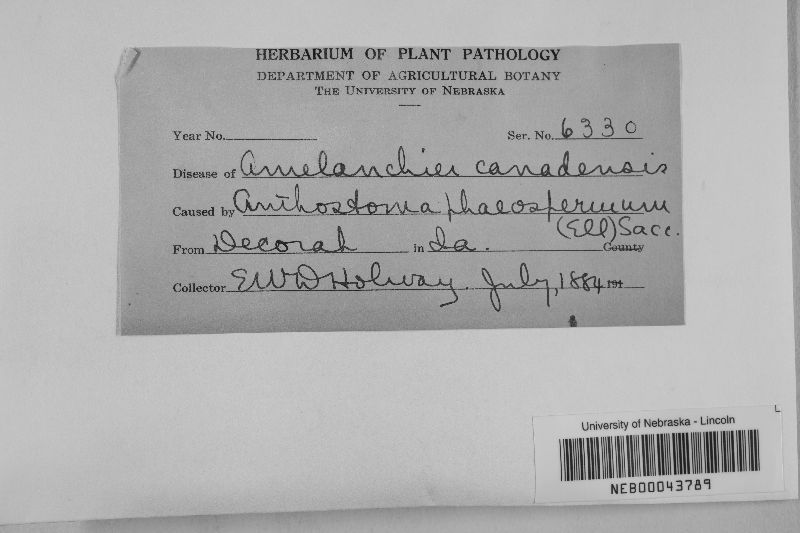 HERBARIUM OF PLANT PATHOLOGY
DEPARTMENT OF AGRICULTURAL BOTANY
THE UNIVERSITY OF NEBRASKA
Year No. Ser. No. 6330
Disease of Amelanchier canadensis
Caused by Anthostoma phaeospermum
(Ell) Sacc.
From Decorah in Ia. County
Collector E W D Holway. July, 1884 191
L
University of Nebraska - Lincoln
NEB00043789